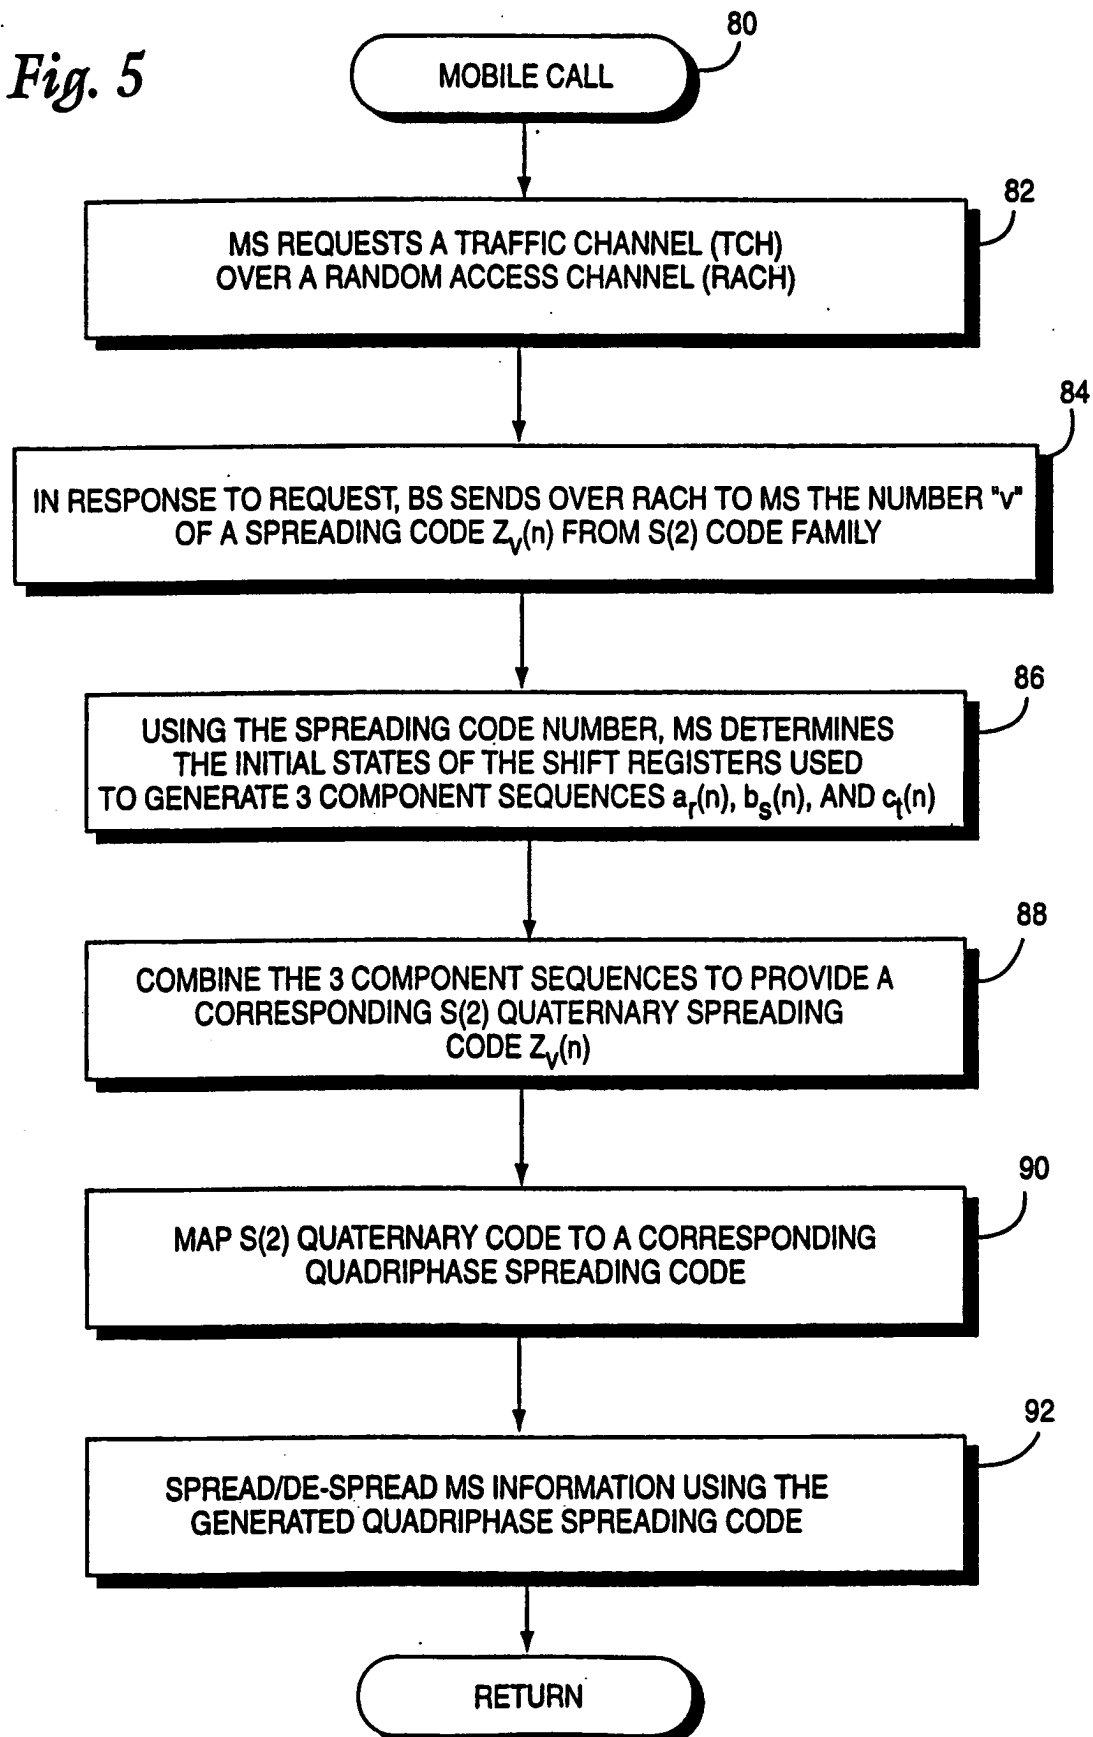 Fig. 5
80
MOBILE CALL
82
MS REQUESTS A TRAFFIC CHANNEL (TCH)
OVER A RANDOM ACCESS CHANNEL (RACH)
84
IN RESPONSE TO REQUEST, BS SENDS OVER RACH TO MS THE NUMBER "v"
OF A SPREADING CODE Zv(n) FROM S(2) CODE FAMILY
86
USING THE SPREADING CODE NUMBER, MS DETERMINES
THE INITIAL STATES OF THE SHIFT REGISTERS USED
TO GENERATE 3 COMPONENT SEQUENCES ar(n), bs(n), AND ct(n)
88
COMBINE THE 3 COMPONENT SEQUENCES TO PROVIDE A
CORRESPONDING S(2) QUATERNARY SPREADING
CODE Zv(n)
90
MAP S(2) QUATERNARY CODE TO A CORRESPONDING
QUADRIPHASE SPREADING CODE
92
SPREAD/DE-SPREAD MS INFORMATION USING THE
GENERATED QUADRIPHASE SPREADING CODE
RETURN